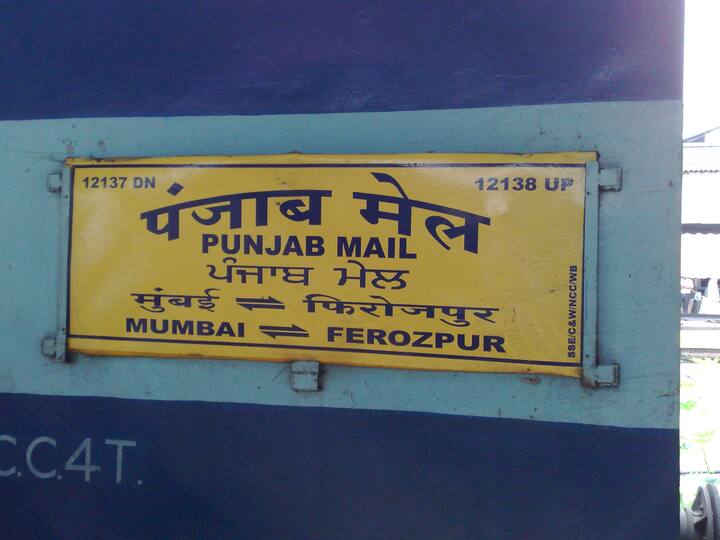 12137 DN 12138 UP
पंजाब मेल
PUNJAB MAIL
ਪੰਜਾਬ ਮੇਲ
मुंबई ⇌ फिरोजपुर
MUMBAI ⇌ FEROZPUR
SSE/C&W/NCC/WB
C.C.4T.